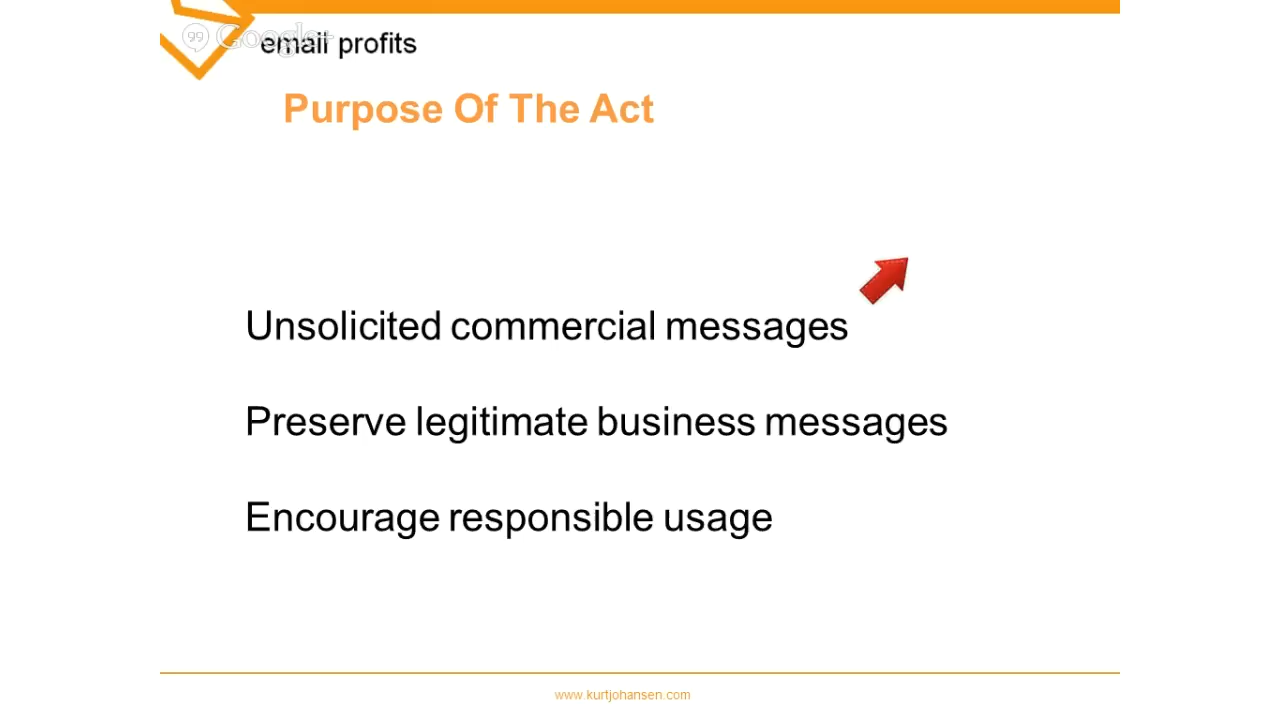 Google+
email profits
Purpose Of The Act
Unsolicited commercial messages
Preserve legitimate business messages
Encourage responsible usage
www.kurtjohansen.com